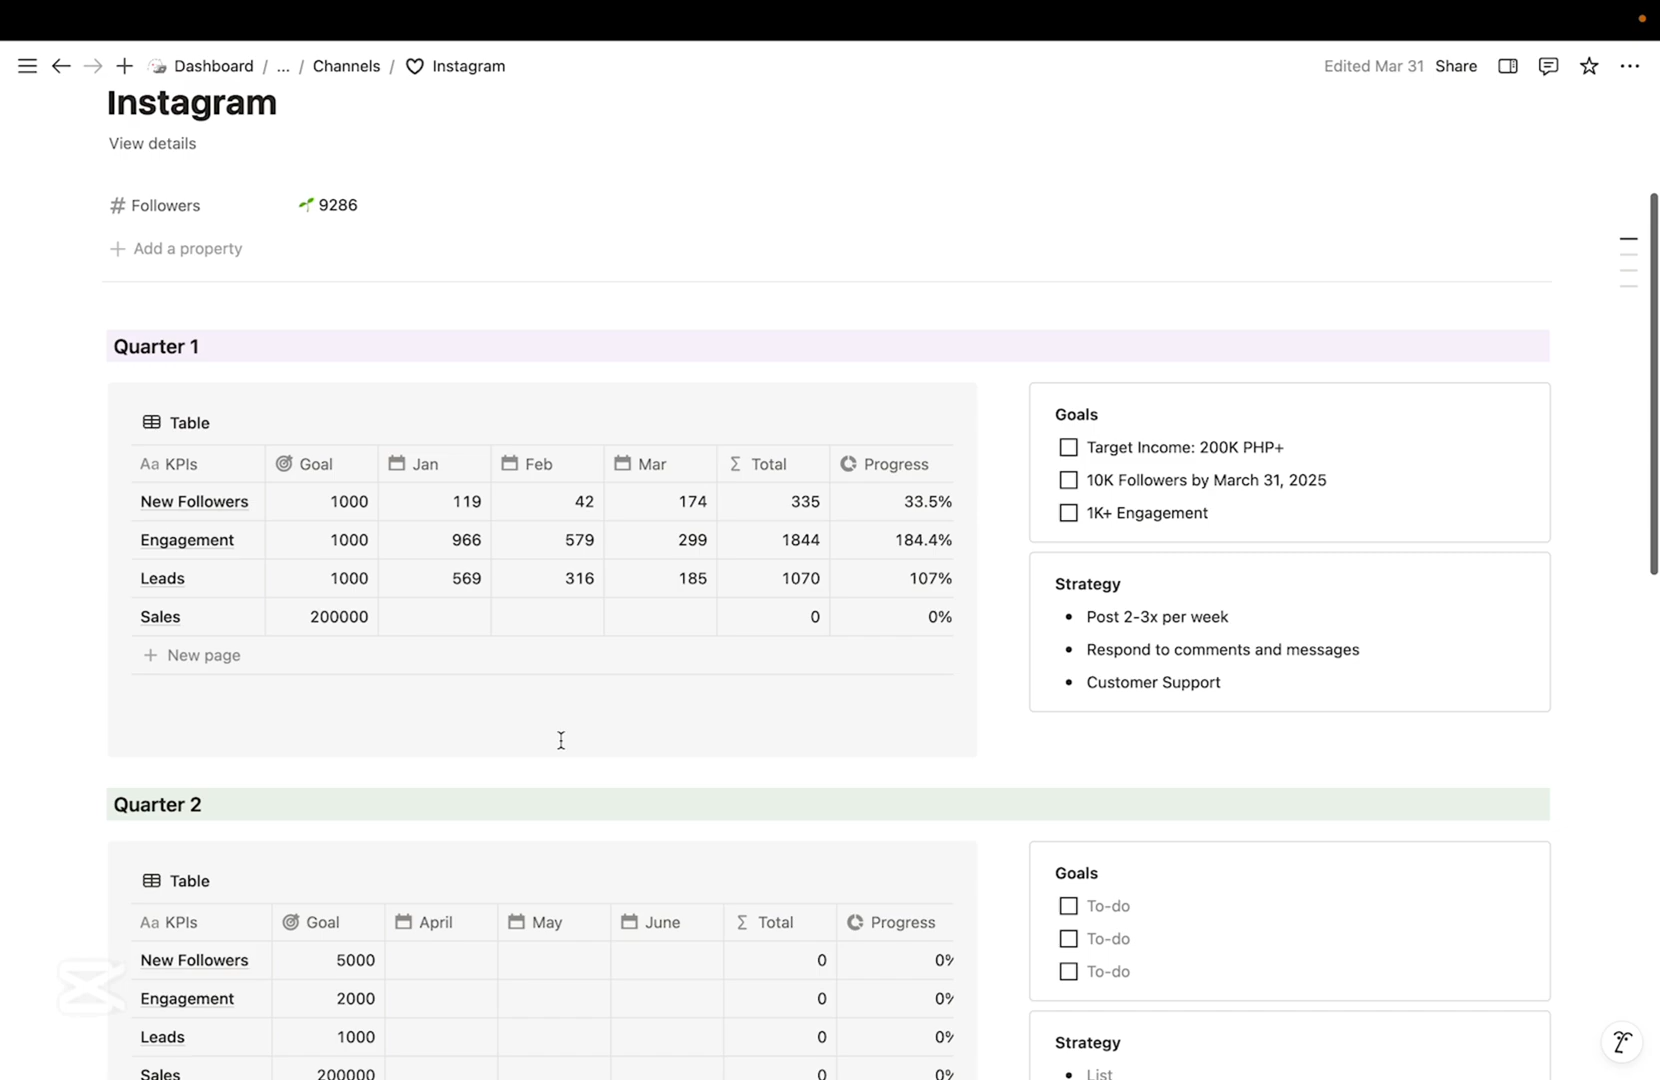 Dashboard / ... / Channels / Instagram
Edited Mar 31 Share
Instagram
View details
Followers 9286
Add a property
Quarter 1
Table
Aa KPIs Goal Jan Feb Mar Σ Total Progress
New Followers 1000 119 42 174 335 33.5%
Engagement 1000 966 579 299 1844 184.4%
Leads 1000 569 316 185 1070 107%
Sales 200000 0 0%
+ New page
Goals
Target Income: 200K PHP+
10K Followers by March 31, 2025
1K+ Engagement
Strategy
• Post 2-3x per week
• Respond to comments and messages
• Customer Support
Quarter 2
Table
Aa KPIs Goal April May June Σ Total Progress
New Followers 5000 0 0%
Engagement 2000 0 0%
Leads 1000 0 0%
Sales 200000 0 0%
Goals
To-do
To-do
To-do
Strategy
• List